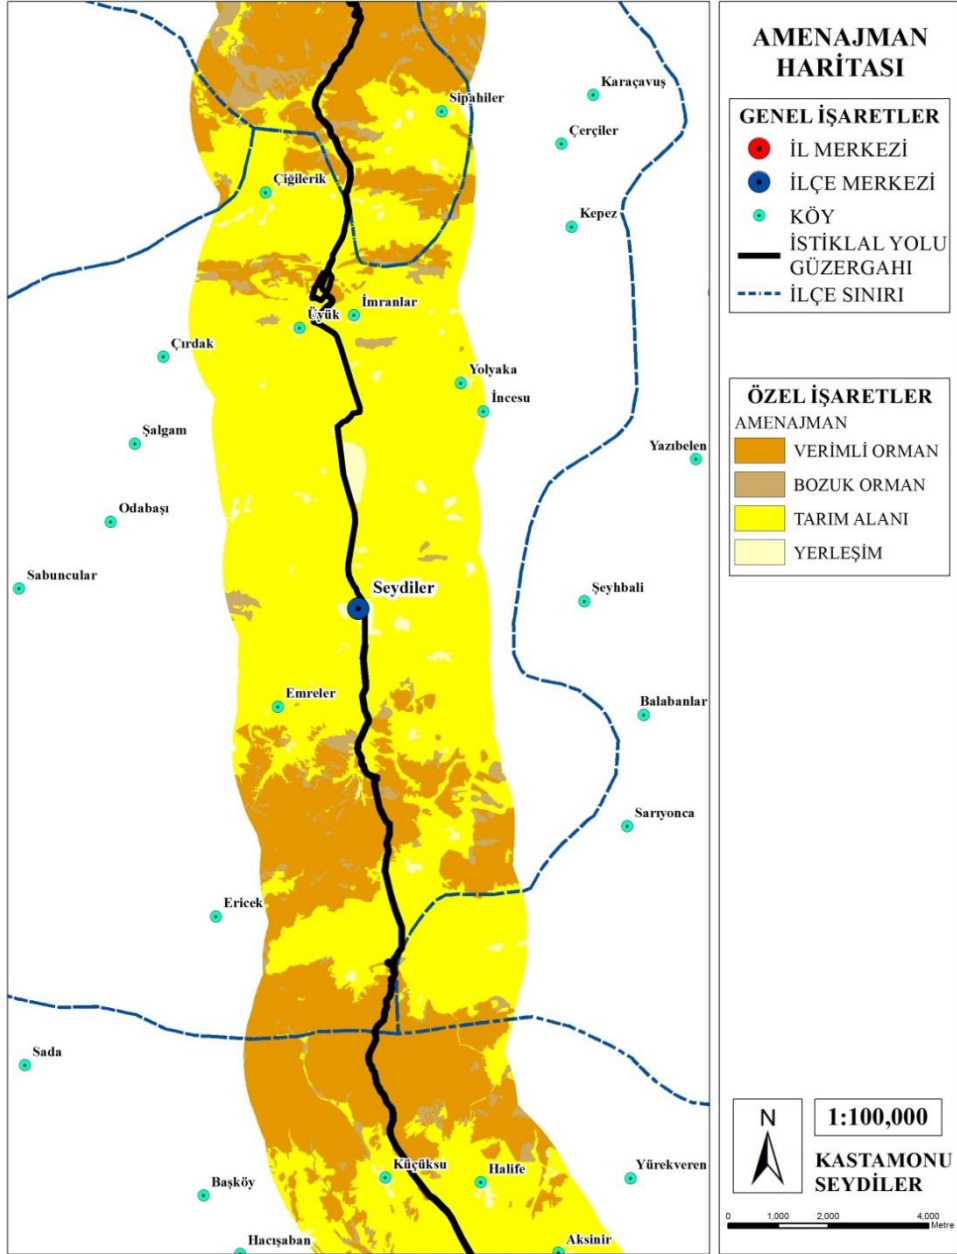 AMENAJMAN
HARİTASI
GENEL İŞARETLER
İL MERKEZİ
İLÇE MERKEZİ
KÖY
İSTİKLAL YOLU
GÜZERGAHI
İLÇE SINIRI
ÖZEL İŞARETLER
AMENAJMAN
VERİMLİ ORMAN
BOZUK ORMAN
TARIM ALANI
YERLEŞİM
Karaçavuş
Sipahiler
Çerçiler
Çiğilerik
Kepez
İmranlar
Üyük
Çırdak
Yolyaka
İncesu
Şalgam
Yazıbelen
Odabaşı
Sabuncular
Seydiler
Şeyhbali
Emreler
Balabanlar
Sarıyonca
Ericek
Sada
Küçüksu
Halife
Yürekveren
Başköy
Hacışaban
Aksinir
N
1:100,000
KASTAMONU
SEYDİLER
0 1,000 2,000 4,000
Metre